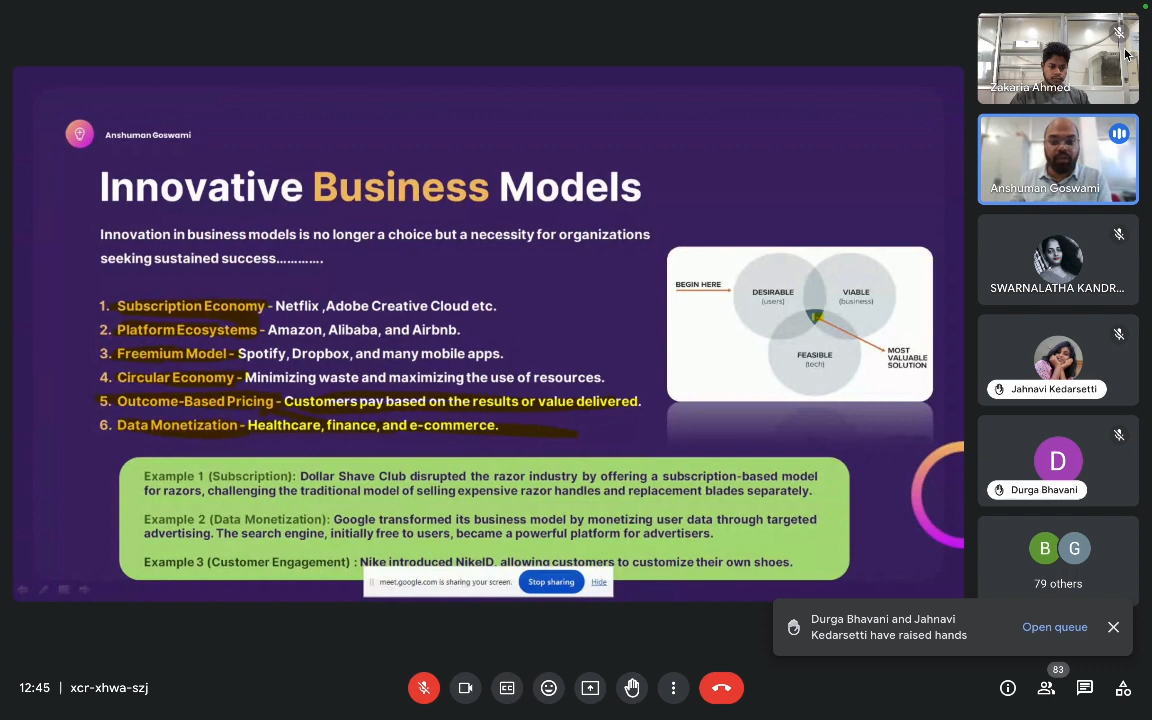 Zakaria Ahmed
Anshuman Goswami
Innovative Business Models
Innovation in business models is no longer a choice but a necessity for organizations
seeking sustained success.............
1. Subscription Economy - Netflix ,Adobe Creative Cloud etc.
2. Platform Ecosystems - Amazon, Alibaba, and Airbnb.
3. Freemium Model - Spotify, Dropbox, and many mobile apps.
4. Circular Economy - Minimizing waste and maximizing the use of resources.
5. Outcome-Based Pricing - Customers pay based on the results or value delivered.
6. Data Monetization - Healthcare, finance, and e-commerce.
BEGIN HERE
DESIRABLE
(users)
VIABLE
(business)
FEASIBLE
(tech)
MOST
VALUABLE
SOLUTION
Example 1 (Subscription): Dollar Shave Club disrupted the razor industry by offering a subscription-based model
for razors, challenging the traditional model of selling expensive razor handles and replacement blades separately.
Example 2 (Data Monetization): Google transformed its business model by monetizing user data through targeted
advertising. The search engine, initially free to users, became a powerful platform for advertisers.
Example 3 (Customer Engagement) : Nike introduced NikeID, allowing customers to customize their own shoes.
meet.google.com is sharing your screen.
Stop sharing
Hide
Anshuman Goswami
SWARNALATHA KANDR...
Jahnavi Kedarsetti
D
Durga Bhavani
B G
79 others
Durga Bhavani and Jahnavi
Kedarsetti have raised hands
Open queue
12:45 | xcr-xhwa-szj
CC
83